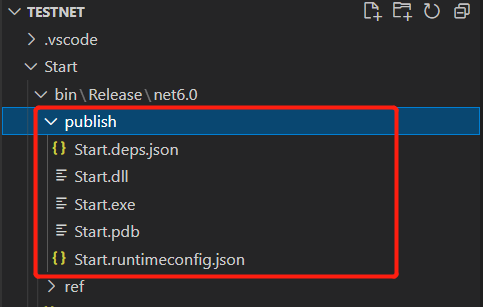 TESTNET
.vscode
Start
bin\Release\net6.0
publish
Start.deps.json
Start.dll
Start.exe
Start.pdb
Start.runtimeconfig.json
ref